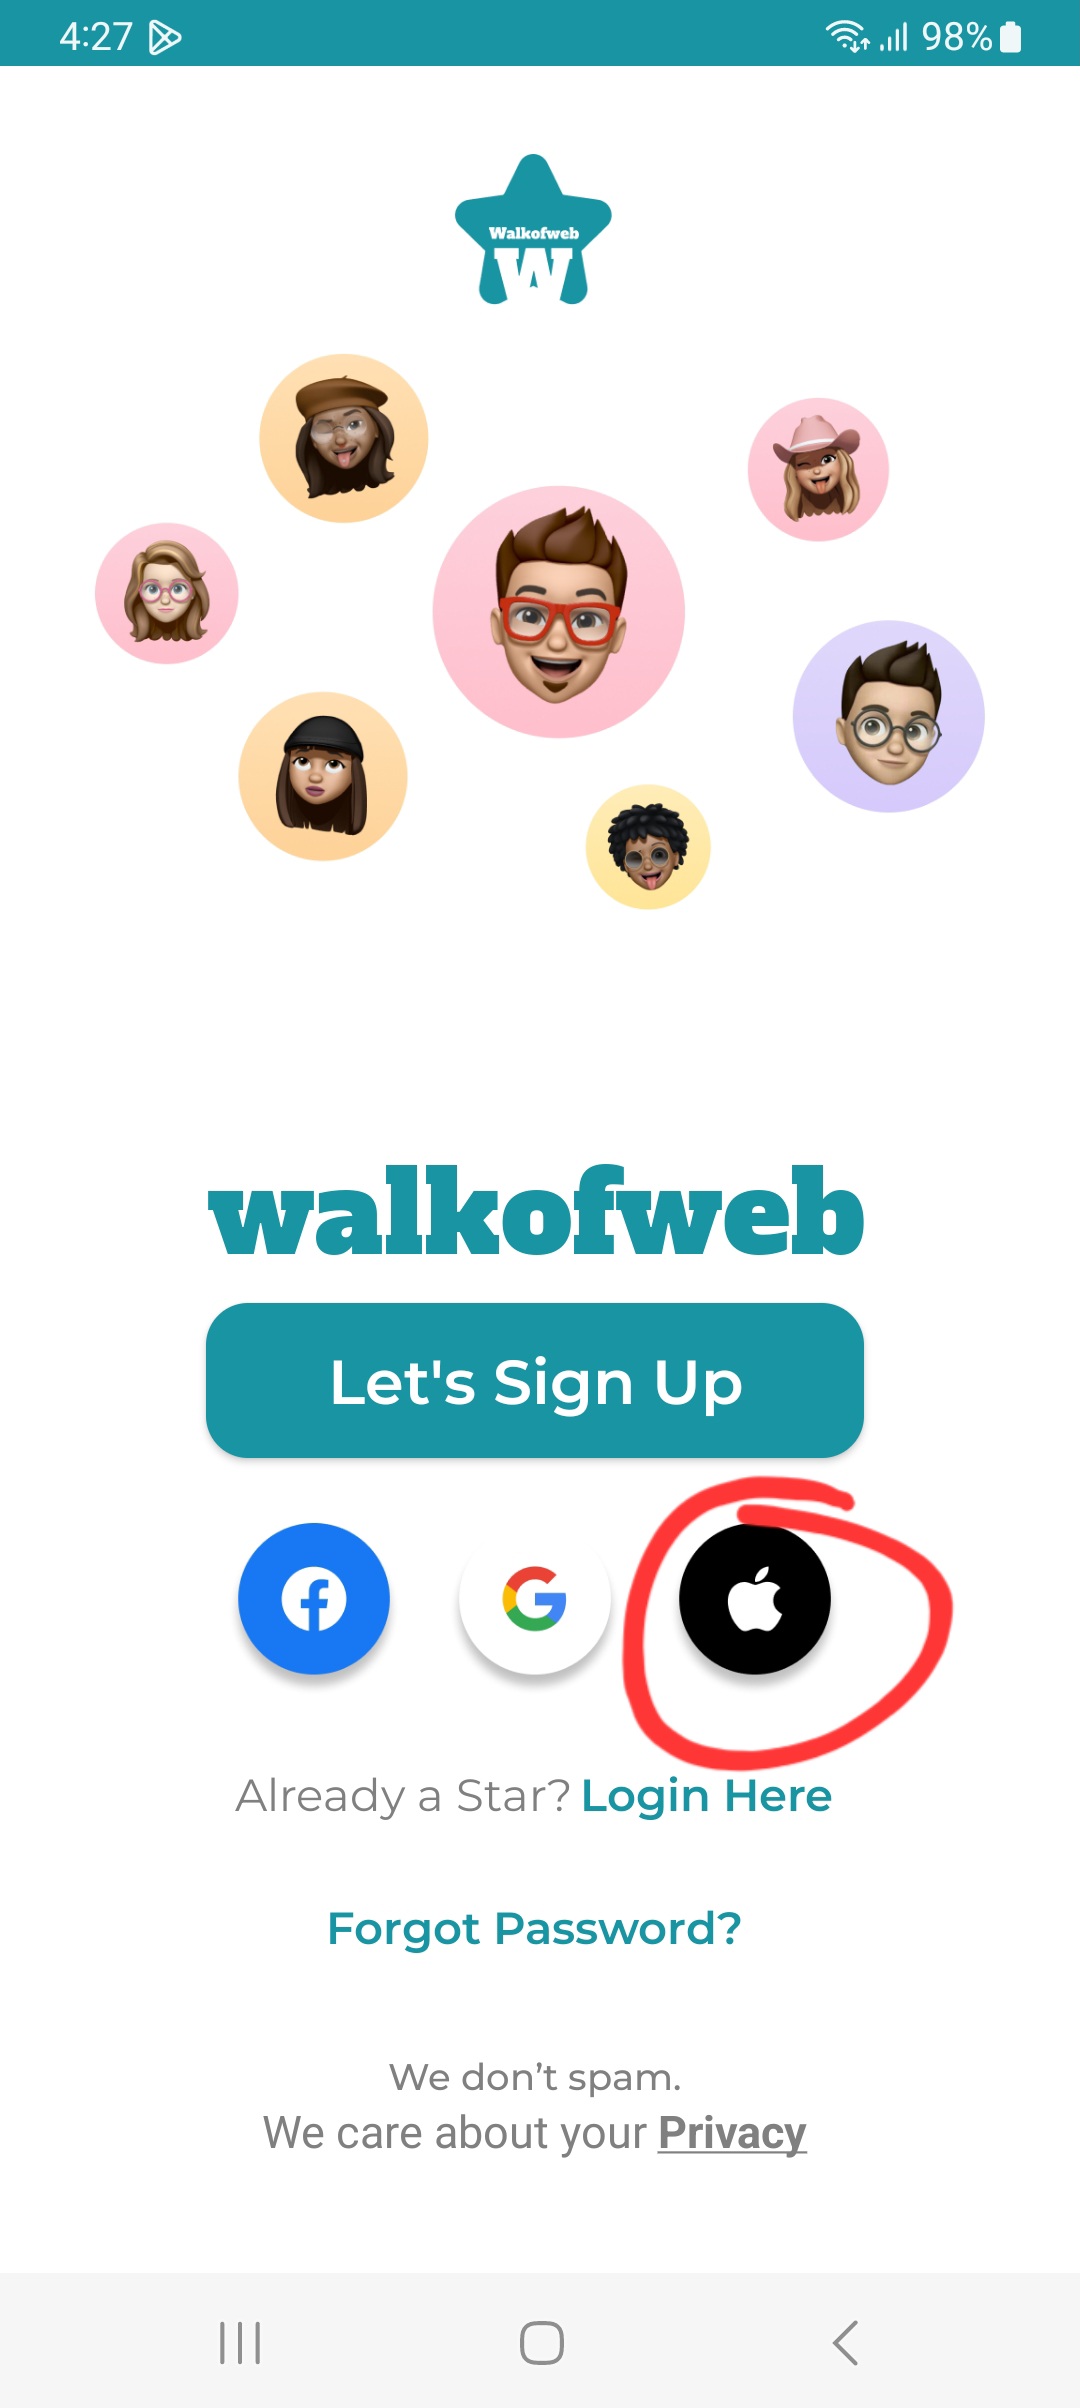 4:27 98%
Walkofweb
W
walkofweb
Let's Sign Up
Already a Star? Login Here
Forgot Password?
We don’t spam.
We care about your Privacy